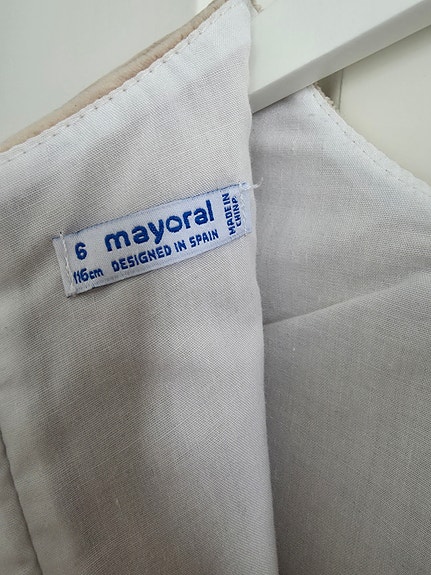 6 mayoral
116cm DESIGNED IN SPAIN
MADE IN
CHINA